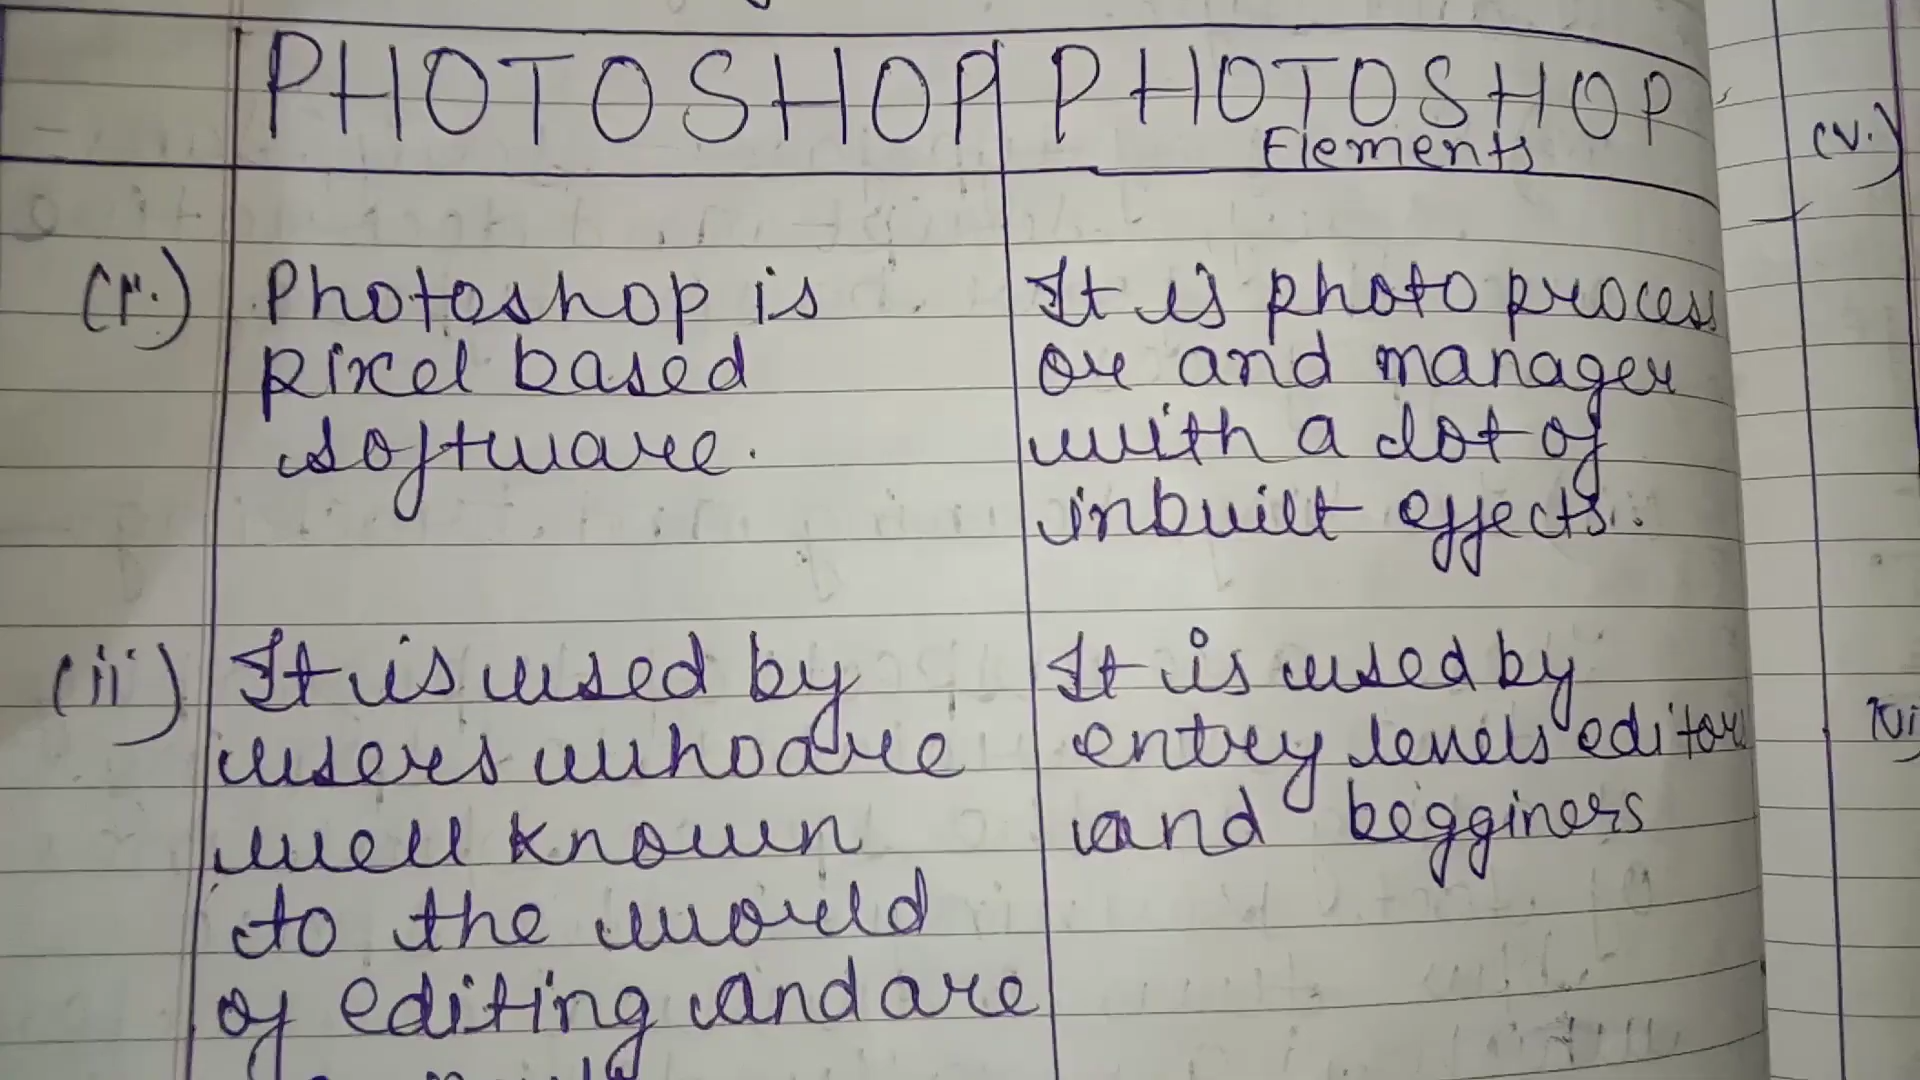 PHOTOSHOP PHOTOSHOP
Elements
(i.) Photoshop is
pixel based
software.
It is photo process
or and manager
with a lot of
inbuilt effects.
(ii) It is used by
users who are
well known
to the world
of editing and are
It is used by
entry levels editors
and begginers
(v.)
(vi